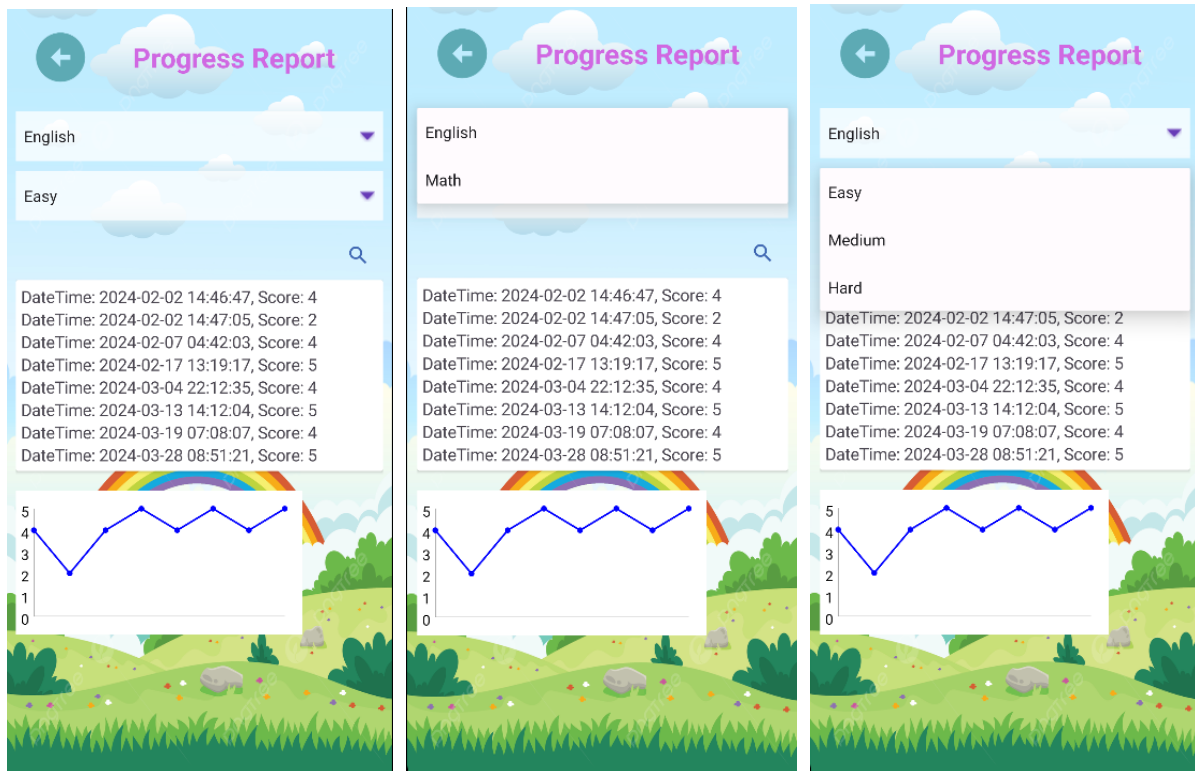 Progress Report
English
Easy
DateTime: 2024-02-02 14:46:47, Score: 4
DateTime: 2024-02-02 14:47:05, Score: 2
DateTime: 2024-02-07 04:42:03, Score: 4
DateTime: 2024-02-17 13:19:17, Score: 5
DateTime: 2024-03-04 22:12:35, Score: 4
DateTime: 2024-03-13 14:12:04, Score: 5
DateTime: 2024-03-19 07:08:07, Score: 4
DateTime: 2024-03-28 08:51:21, Score: 5
5
4
3
2
1
0
Progress Report
English
Math
DateTime: 2024-02-02 14:46:47, Score: 4
DateTime: 2024-02-02 14:47:05, Score: 2
DateTime: 2024-02-07 04:42:03, Score: 4
DateTime: 2024-02-17 13:19:17, Score: 5
DateTime: 2024-03-04 22:12:35, Score: 4
DateTime: 2024-03-13 14:12:04, Score: 5
DateTime: 2024-03-19 07:08:07, Score: 4
DateTime: 2024-03-28 08:51:21, Score: 5
5
4
3
2
1
0
Progress Report
English
Easy
Medium
Hard
DateTime: 2024-02-02 14:47:05, Score: 2
DateTime: 2024-02-07 04:42:03, Score: 4
DateTime: 2024-02-17 13:19:17, Score: 5
DateTime: 2024-03-04 22:12:35, Score: 4
DateTime: 2024-03-13 14:12:04, Score: 5
DateTime: 2024-03-19 07:08:07, Score: 4
DateTime: 2024-03-28 08:51:21, Score: 5
5
4
3
2
1
0